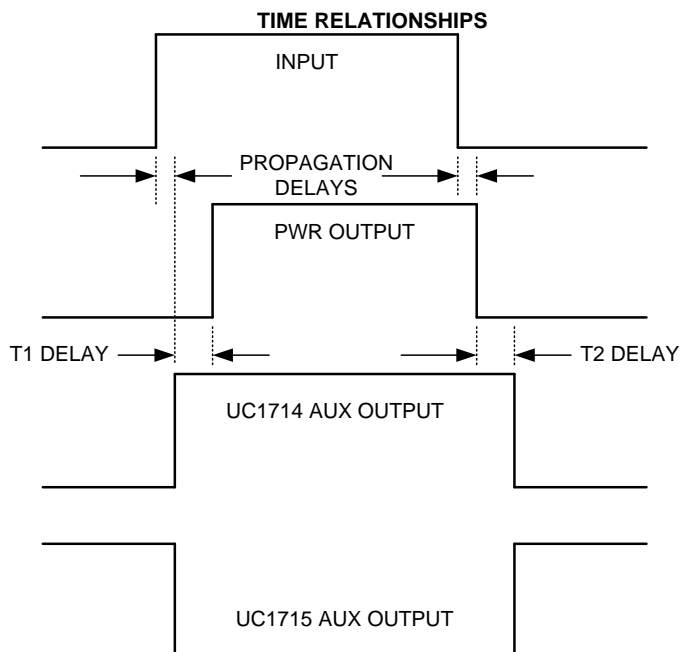 TIME RELATIONSHIPS
INPUT
PROPAGATION
DELAYS
PWR OUTPUT
T1 DELAY
T2 DELAY
UC1714 AUX OUTPUT
UC1715 AUX OUTPUT